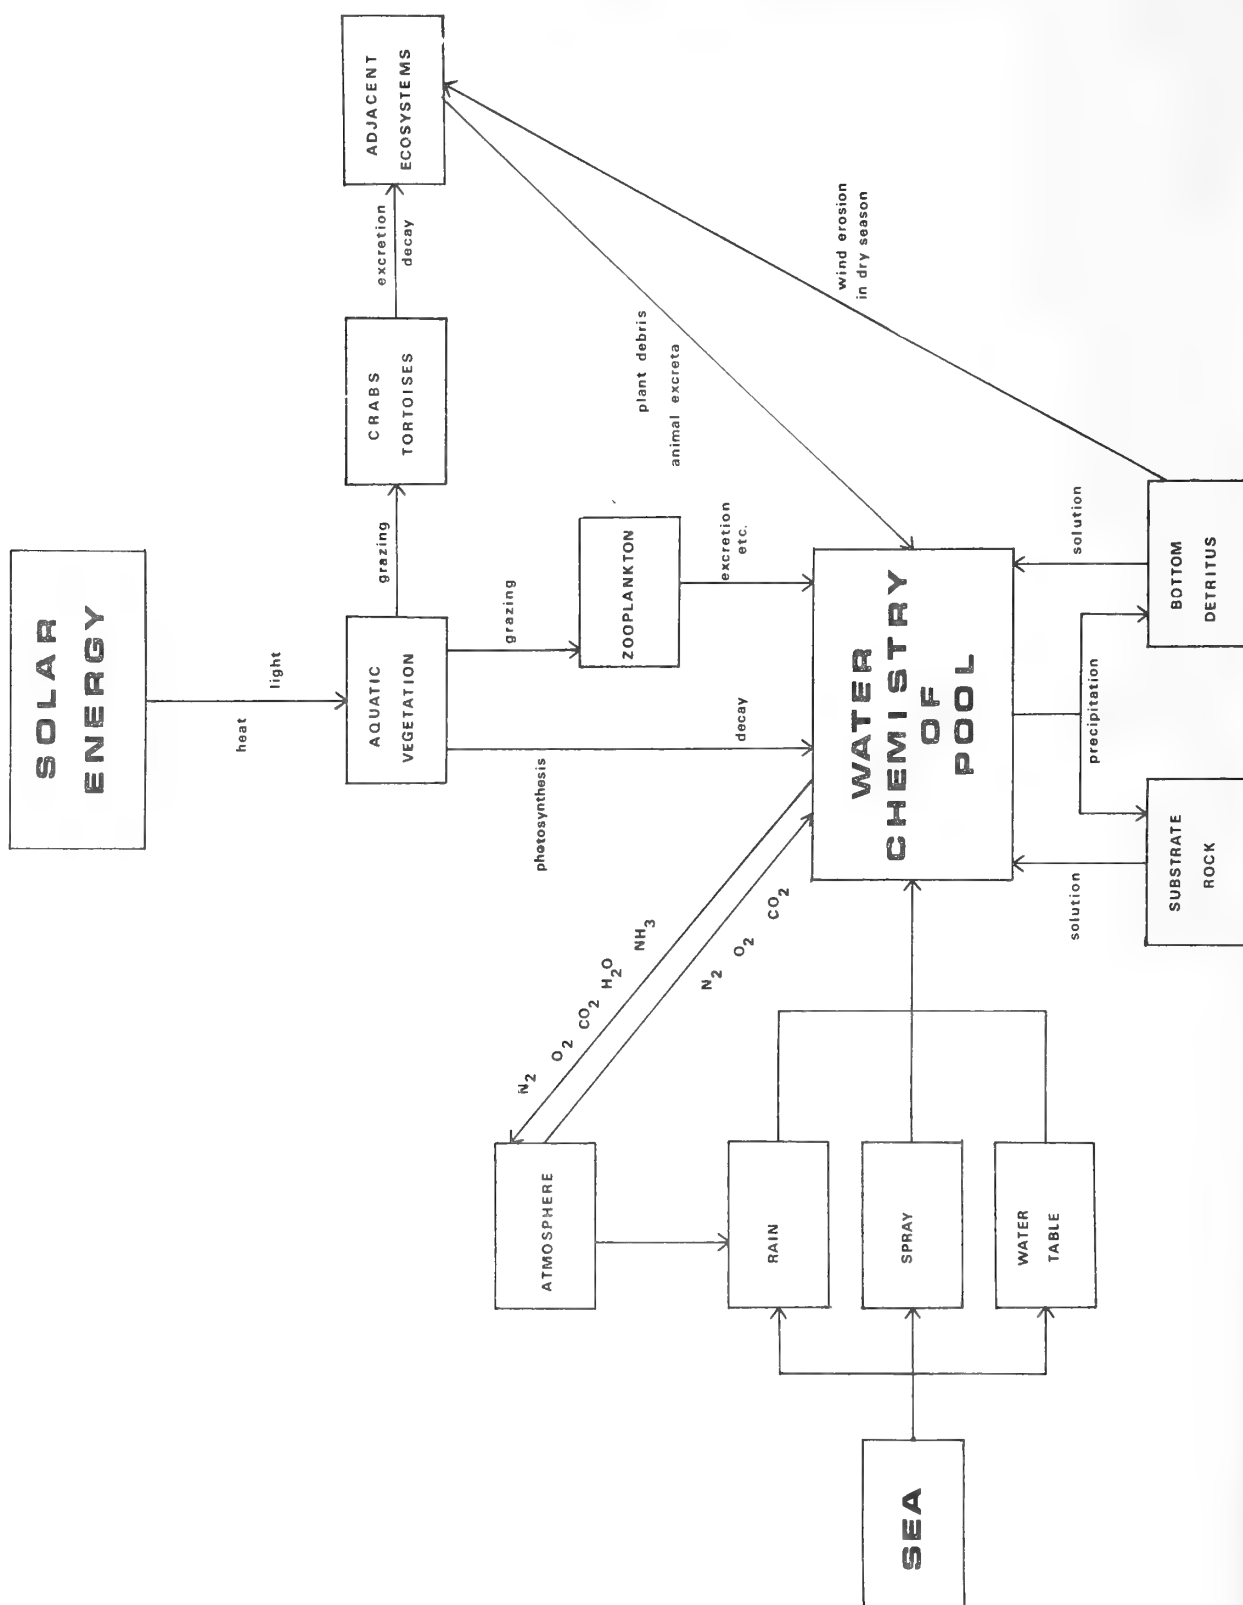 SOLAR
ENERGY
heat
light
AQUATIC
VEGETATION
grazing
CRABS
TORTOISES
excretion
decay
ADJACENT
ECOSYSTEMS
grazing
ZOOPLANKTON
excretion
etc.
photosynthesis
decay
plant debris
animal excreta
wind erosion
in dry season
N2 O2 CO2 H2O NH3
N2 O2 CO2
ATMOSPHERE
WATER
CHEMISTRY
OF
POOL
RAIN
SPRAY
WATER
TABLE
SEA
solution
precipitation
solution
SUBSTRATE
ROCK
BOTTOM
DETRITUS